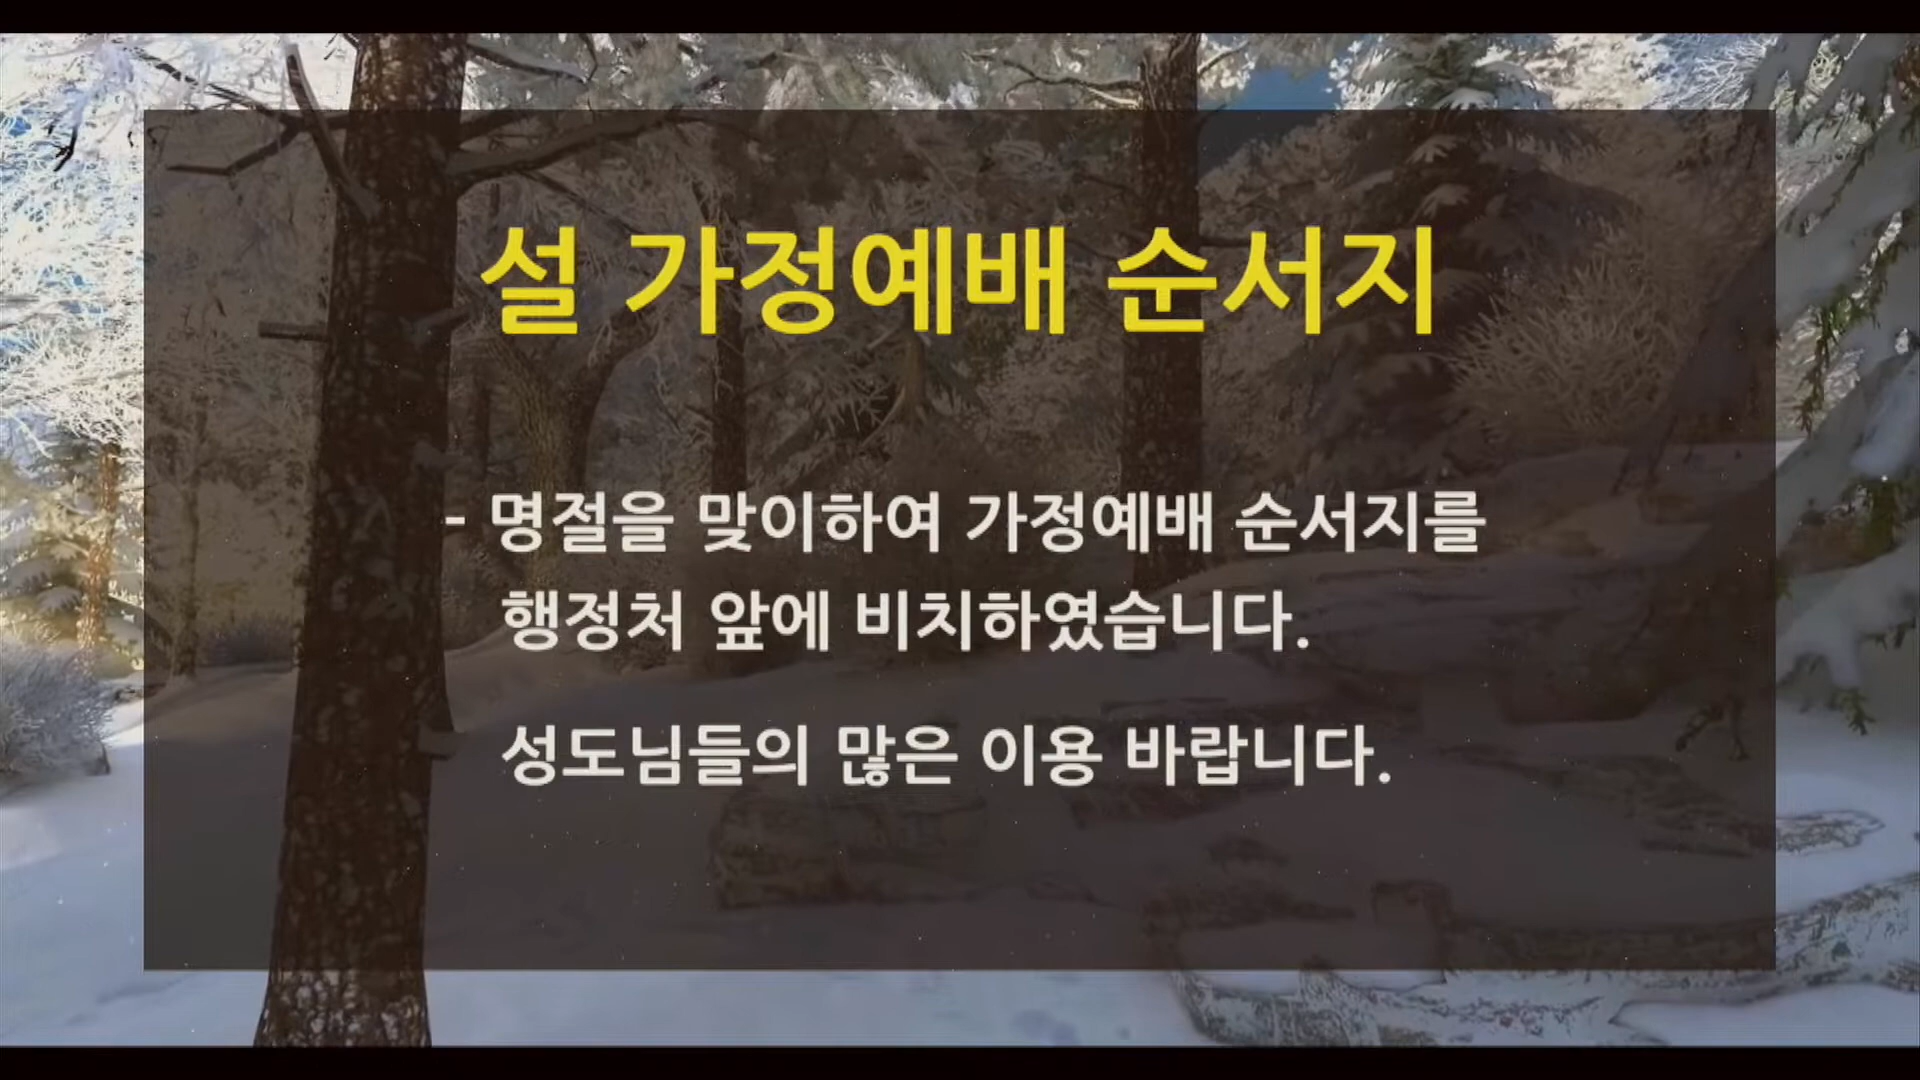 설 가정예배 순서지
- 명절을 맞이하여 가정예배 순서지를
행정처 앞에 비치하였습니다.
성도님들의 많은 이용 바랍니다.